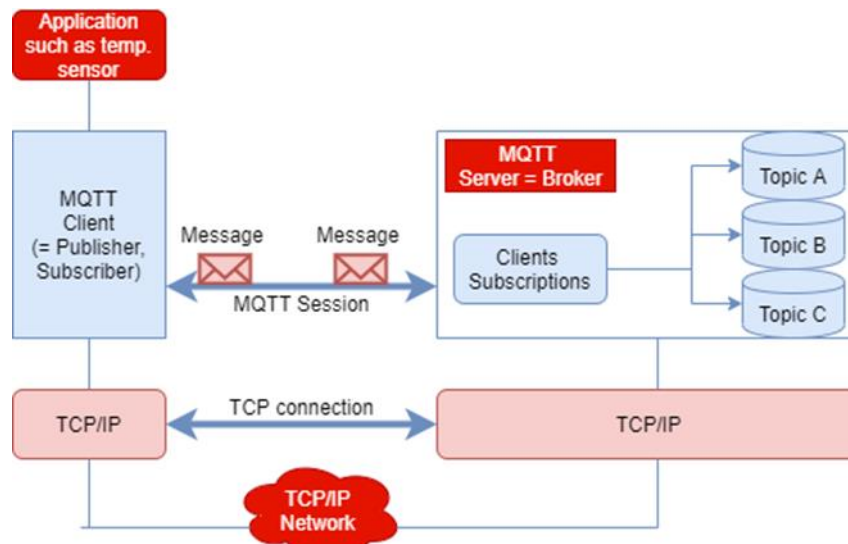 Application
such as temp.
sensor
MQTT
Client
(= Publisher,
Subscriber)
Message
Message
MQTT Session
MQTT
Server = Broker
Clients
Subscriptions
Topic A
Topic B
Topic C
TCP/IP
TCP connection
TCP/IP
TCP/IP
Network